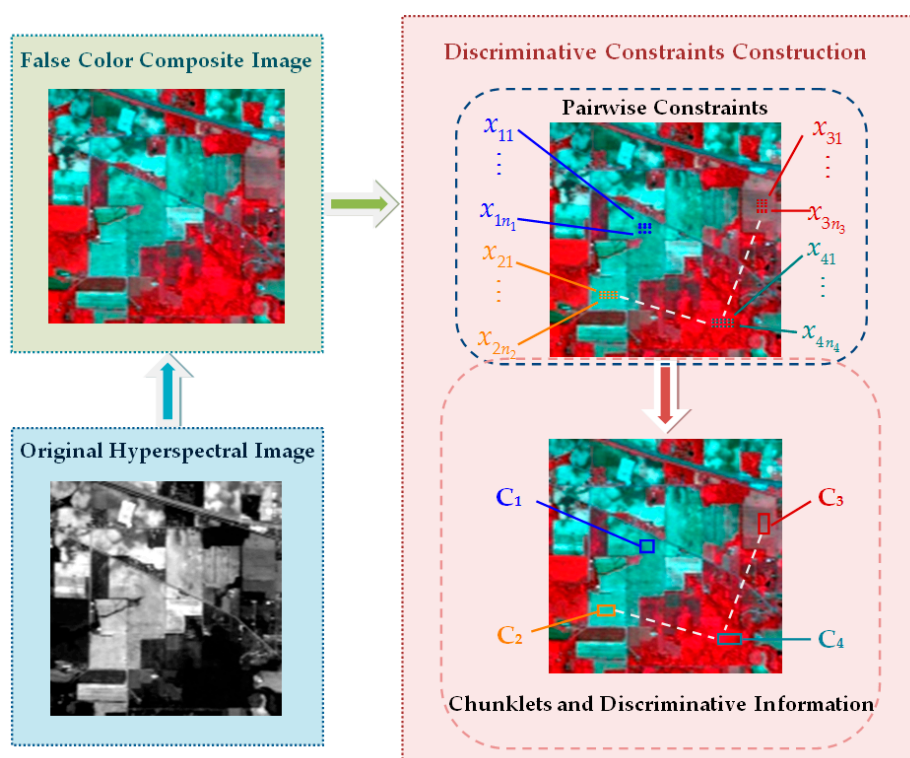 False Color Composite Image
Original Hyperspectral Image
Discriminative Constraints Construction
Pairwise Constraints
x₁₁
⋮
x₁ₙ₁
x₂₁
⋮
x₂ₙ₂
x₃₁
⋮
x₃ₙ₃
x₄₁
⋮
x₄ₙ₄
C₁
C₂
C₃
C₄
Chunklets and Discriminative Information